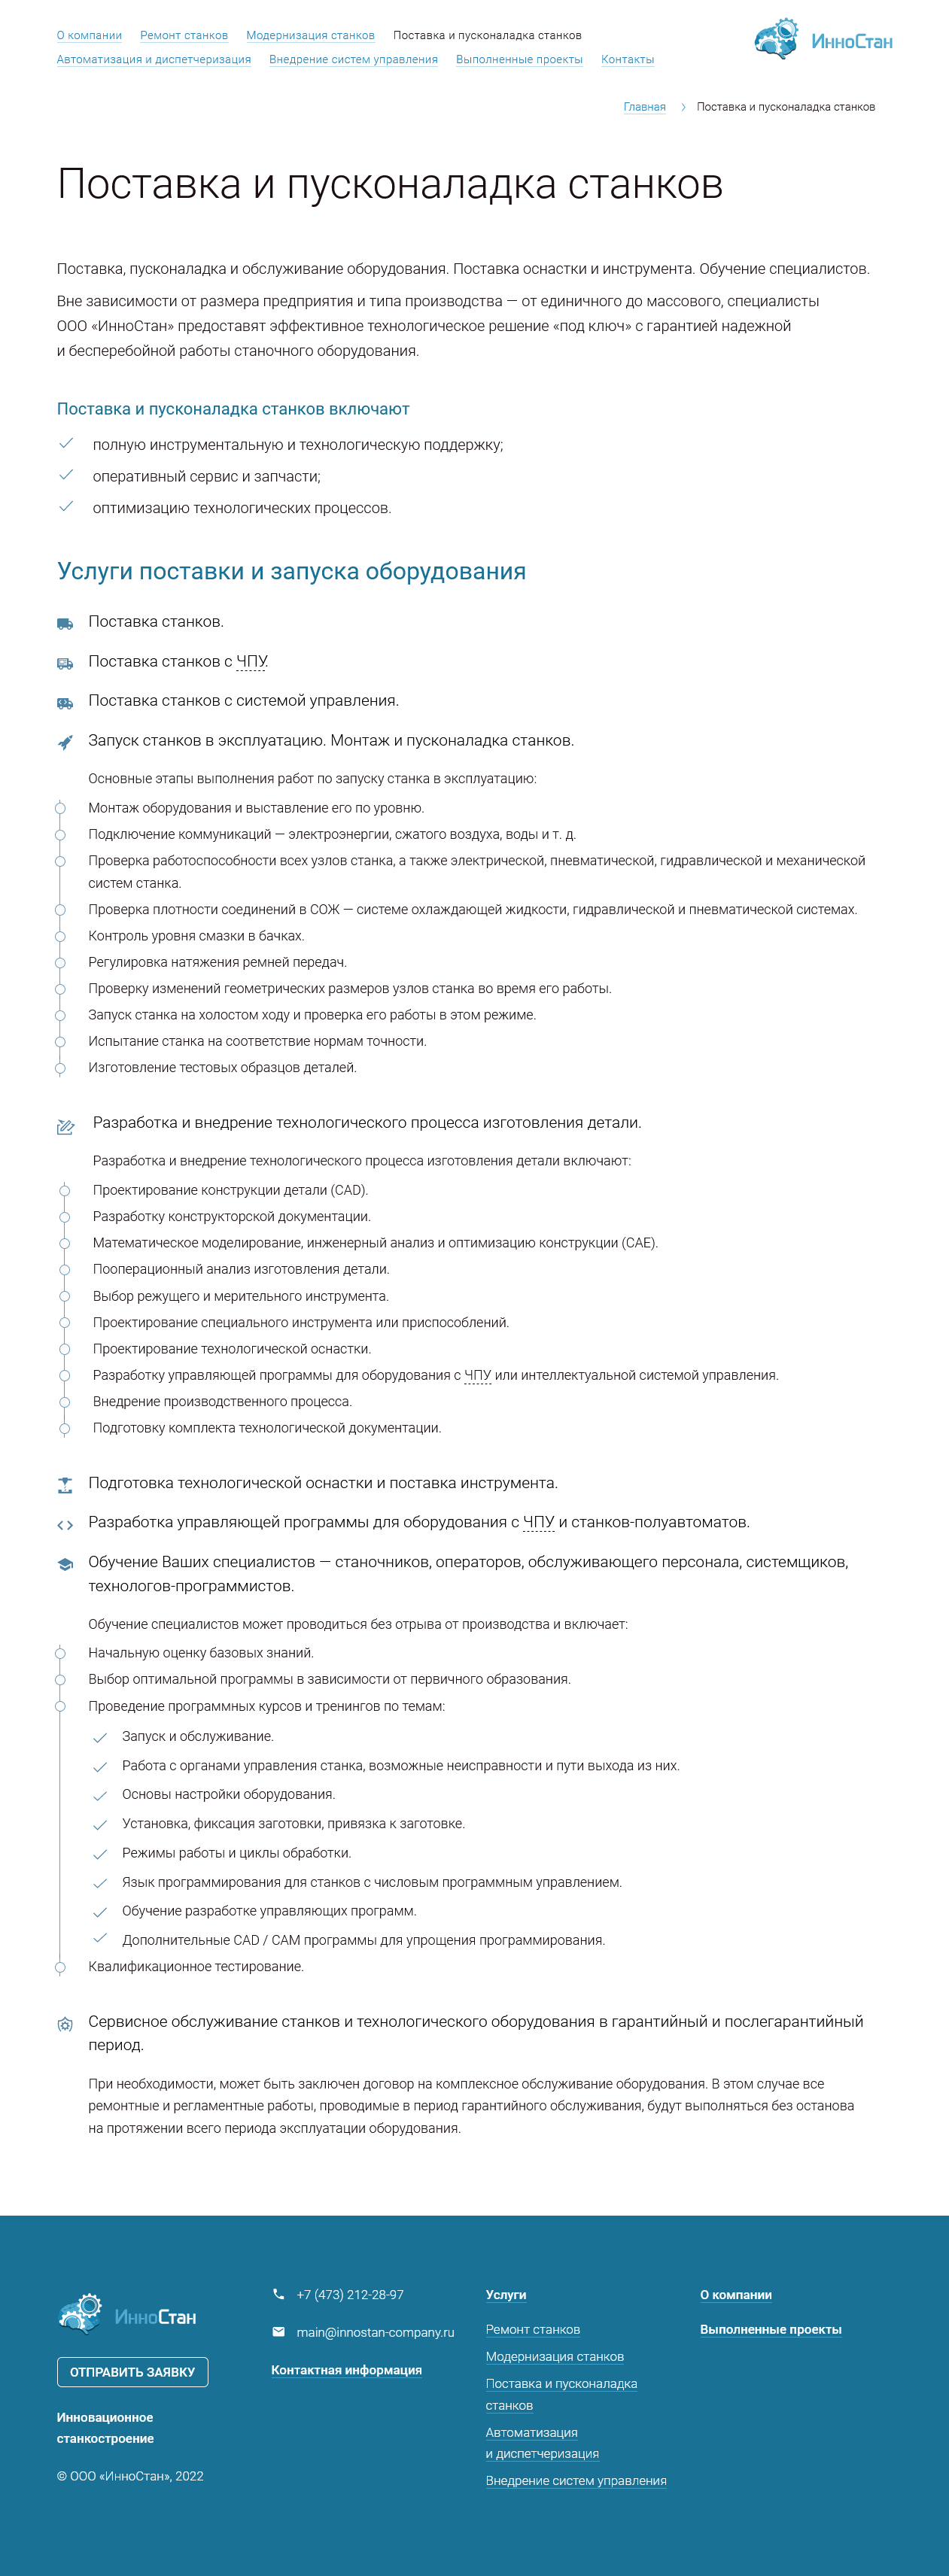 О компании Ремонт станков Модернизация станков Поставка и пусконаладка станков
Автоматизация и диспетчеризация Внедрение систем управления Выполненные проекты Контакты
ИнноСтан
Главная Поставка и пусконаладка станков
Поставка и пусконаладка станков
Поставка, пусконаладка и обслуживание оборудования. Поставка оснастки и инструмента. Обучение специалистов.
Вне зависимости от размера предприятия и типа производства — от единичного до массового, специалисты
ООО «ИнноСтан» предоставят эффективное технологическое решение «под ключ» с гарантией надежной
и бесперебойной работы станочного оборудования.
Поставка и пусконаладка станков включают
полную инструментальную и технологическую поддержку;
оперативный сервис и запчасти;
оптимизацию технологических процессов.
Услуги поставки и запуска оборудования
Поставка станков.
Поставка станков с ЧПУ.
Поставка станков с системой управления.
Запуск станков в эксплуатацию. Монтаж и пусконаладка станков.
Основные этапы выполнения работ по запуску станка в эксплуатацию:
Монтаж оборудования и выставление его по уровню.
Подключение коммуникаций — электроэнергии, сжатого воздуха, воды и т. д.
Проверка работоспособности всех узлов станка, а также электрической, пневматической, гидравлической и механической
систем станка.
Проверка плотности соединений в СОЖ — системе охлаждающей жидкости, гидравлической и пневматической системах.
Контроль уровня смазки в бачках.
Регулировка натяжения ремней передач.
Проверку изменений геометрических размеров узлов станка во время его работы.
Запуск станка на холостом ходу и проверка его работы в этом режиме.
Испытание станка на соответствие нормам точности.
Изготовление тестовых образцов деталей.
Разработка и внедрение технологического процесса изготовления детали.
Разработка и внедрение технологического процесса изготовления детали включают:
Проектирование конструкции детали (CAD).
Разработку конструкторской документации.
Математическое моделирование, инженерный анализ и оптимизацию конструкции (CAE).
Пооперационный анализ изготовления детали.
Выбор режущего и мерительного инструмента.
Проектирование специального инструмента или приспособлений.
Проектирование технологической оснастки.
Разработку управляющей программы для оборудования с ЧПУ или интеллектуальной системой управления.
Внедрение производственного процесса.
Подготовку комплекта технологической документации.
Подготовка технологической оснастки и поставка инструмента.
Разработка управляющей программы для оборудования с ЧПУ и станков-полуавтоматов.
Обучение Ваших специалистов — станочников, операторов, обслуживающего персонала, системщиков,
технологов-программистов.
Обучение специалистов может проводиться без отрыва от производства и включает:
Начальную оценку базовых знаний.
Выбор оптимальной программы в зависимости от первичного образования.
Проведение программных курсов и тренингов по темам:
Запуск и обслуживание.
Работа с органами управления станка, возможные неисправности и пути выхода из них.
Основы настройки оборудования.
Установка, фиксация заготовки, привязка к заготовке.
Режимы работы и циклы обработки.
Язык программирования для станков с числовым программным управлением.
Обучение разработке управляющих программ.
Дополнительные CAD / CAM программы для упрощения программирования.
Квалификационное тестирование.
Сервисное обслуживание станков и технологического оборудования в гарантийный и послегарантийный
период.
При необходимости, может быть заключен договор на комплексное обслуживание оборудования. В этом случае все
ремонтные и регламентные работы, проводимые в период гарантийного обслуживания, будут выполняться без останова
на протяжении всего периода эксплуатации оборудования.
ИнноСтан
ОТПРАВИТЬ ЗАЯВКУ
Инновационное
станкостроение
© ООО «ИнноСтан», 2022
+7 (473) 212-28-97
main@innostan-company.ru
Контактная информация
Услуги
Ремонт станков
Модернизация станков
Поставка и пусконаладка
станков
Автоматизация
и диспетчеризация
Внедрение систем управления
О компании
Выполненные проекты